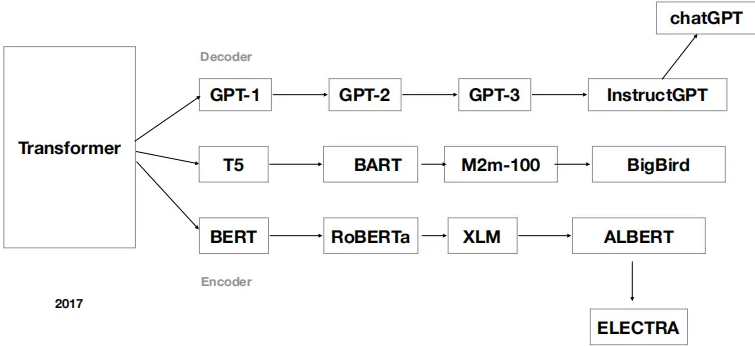 chatGPT
Decoder
GPT-1 GPT-2 GPT-3 InstructGPT
Transformer T5 BART M2m-100 BigBird
BERT RoBERTa XLM ALBERT
Encoder
2017
ELECTRA